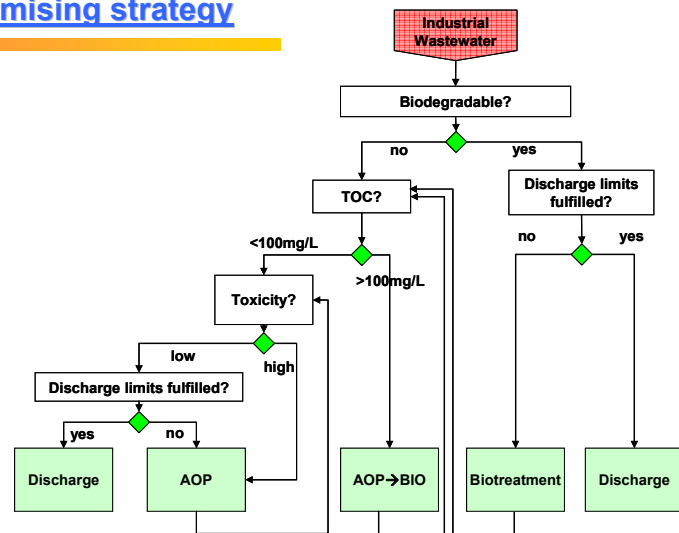 mising strategy
Industrial
Wastewater
Biodegradable?
no
yes
TOC?
Discharge limits
fulfilled?
<100mg/L
no
yes
>100mg/L
Toxicity?
low
high
Discharge limits fulfilled?
yes
no
Discharge
AOP
AOP→BIO
Biotreatment
Discharge